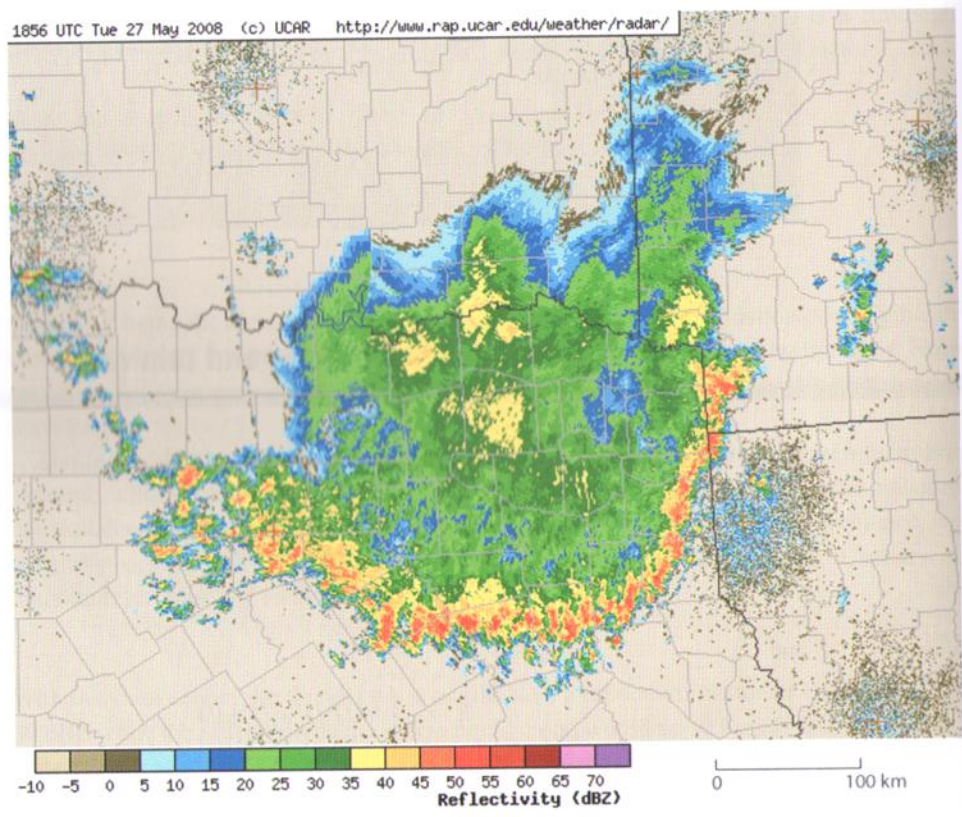 1856 UTC Tue 27 May 2008 (c) UCAR http://www.rap.ucar.edu/weather/radar/
-10 -5 0 5 10 15 20 25 30 35 40 45 50 55 60 65 70
Reflectivity (dBZ)
0 100 km